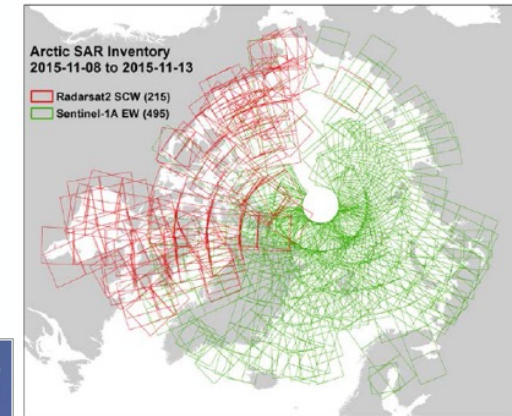 Arctic SAR Inventory
2015-11-08 to 2015-11-13
Radarsat2 SCW (215)
Sentinel-1A EW (495)